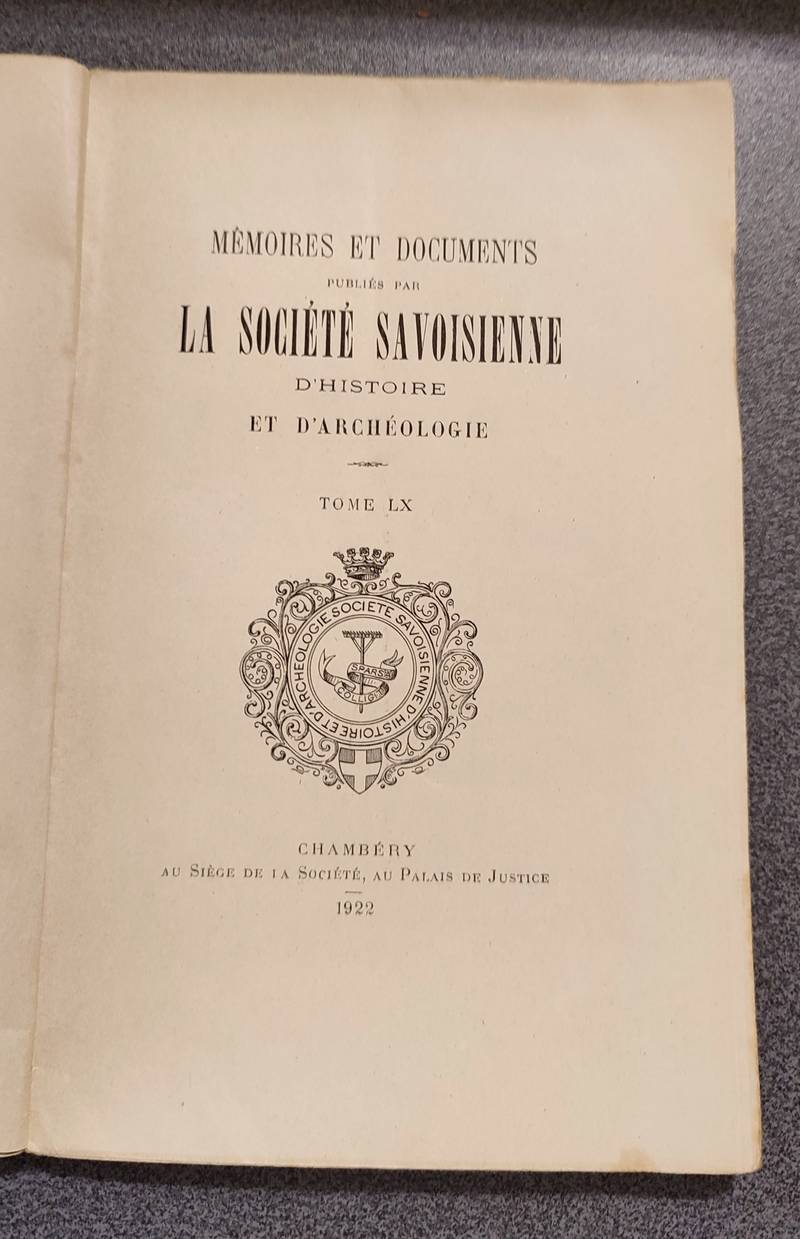 MÉMOIRES ET DOCUMENTS
PUBLIÉS PAR
LA SOCIÉTÉ SAVOISIENNE
D'HISTOIRE
ET D'ARCHÉOLOGIE
TOME LX
SOCIETE SAVOISIENNE D'HISTOIRE ET D'ARCHEOLOGIE
SPARSA
COLLIGO
CHAMBÉRY
AU SIÈGE DE LA SOCIÉTÉ, AU PALAIS DE JUSTICE
1922